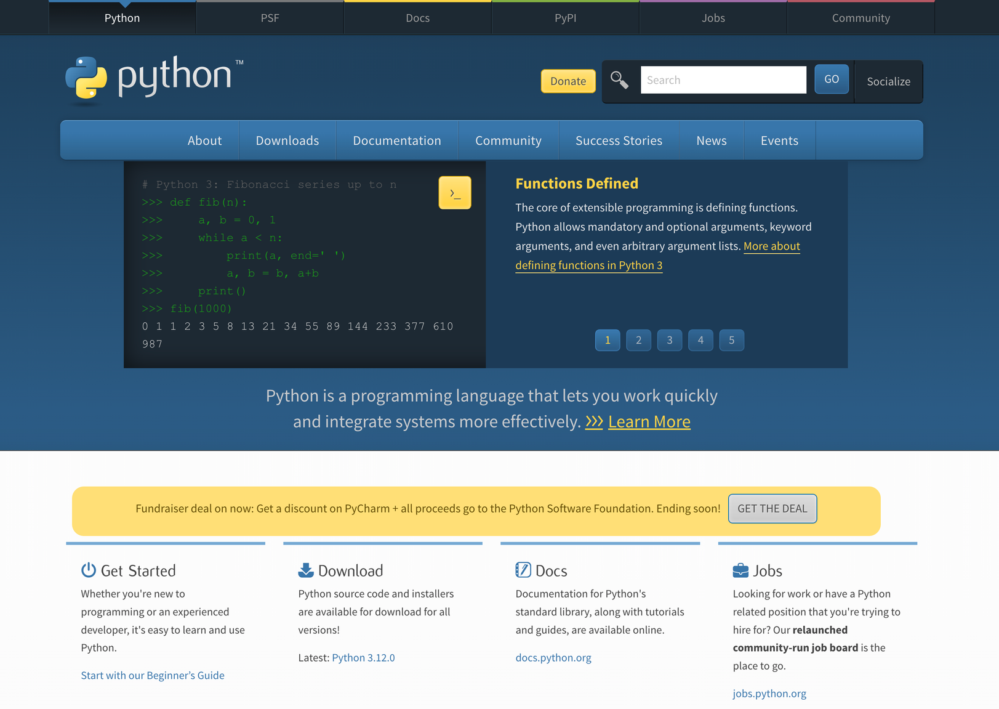 Python
PSF
Docs
PyPI
Jobs
Community
python™
Donate
Search
GO
Socialize
About
Downloads
Documentation
Community
Success Stories
News
Events
# Python 3: Fibonacci series up to n
>>> def fib(n):
>>>     a, b = 0, 1
>>>     while a < n:
>>>         print(a, end=' ')
>>>         a, b = b, a+b
>>>     print()
>>> fib(1000)
0 1 1 2 3 5 8 13 21 34 55 89 144 233 377 610
987
>_
Functions Defined
The core of extensible programming is defining functions.
Python allows mandatory and optional arguments, keyword
arguments, and even arbitrary argument lists. More about
defining functions in Python 3
1
2
3
4
5
Python is a programming language that lets you work quickly
and integrate systems more effectively. >>> Learn More
Fundraiser deal on now: Get a discount on PyCharm + all proceeds go to the Python Software Foundation. Ending soon!
GET THE DEAL
Get Started
Whether you're new to
programming or an experienced
developer, it's easy to learn and use
Python.
Start with our Beginner’s Guide
Download
Python source code and installers
are available for download for all
versions!
Latest: Python 3.12.0
Docs
Documentation for Python's
standard library, along with tutorials
and guides, are available online.
docs.python.org
Jobs
Looking for work or have a Python
related position that you're trying to
hire for? Our relaunched
community-run job board is the
place to go.
jobs.python.org